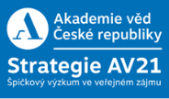 Akademie věd
České republiky
Strategie AV21
Špičkový výzkum ve veřejném zájmu